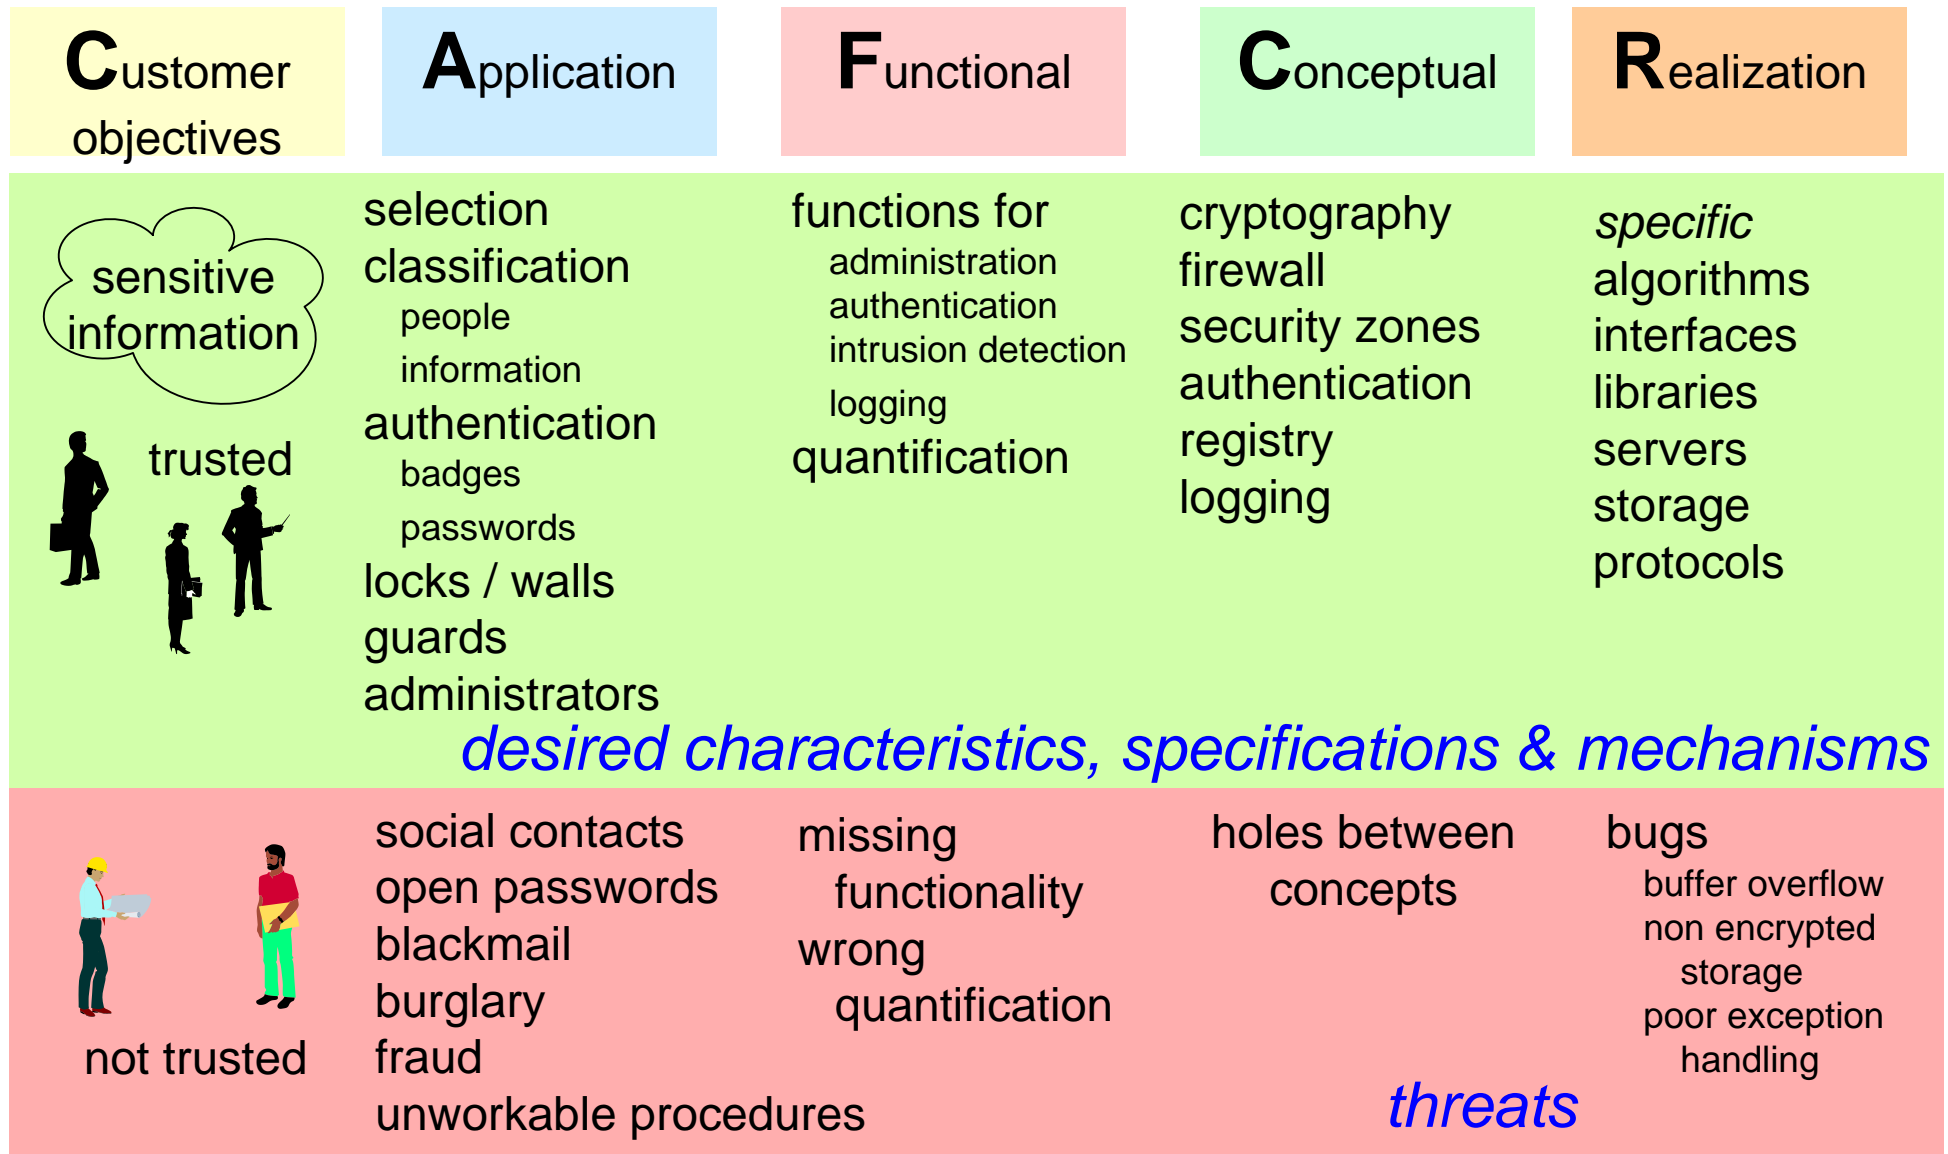 Customer
objectives
Application
Functional
Conceptual
Realization
sensitive
information
trusted
selection
classification
people
information
authentication
badges
passwords
locks / walls
guards
administrators
functions for
administration
authentication
intrusion detection
logging
quantification
cryptography
firewall
security zones
authentication
registry
logging
specific
algorithms
interfaces
libraries
servers
storage
protocols
desired characteristics, specifications & mechanisms
not trusted
social contacts
open passwords
blackmail
burglary
fraud
unworkable procedures
missing
functionality
wrong
quantification
holes between
concepts
bugs
buffer overflow
non encrypted
storage
poor exception
handling
threats